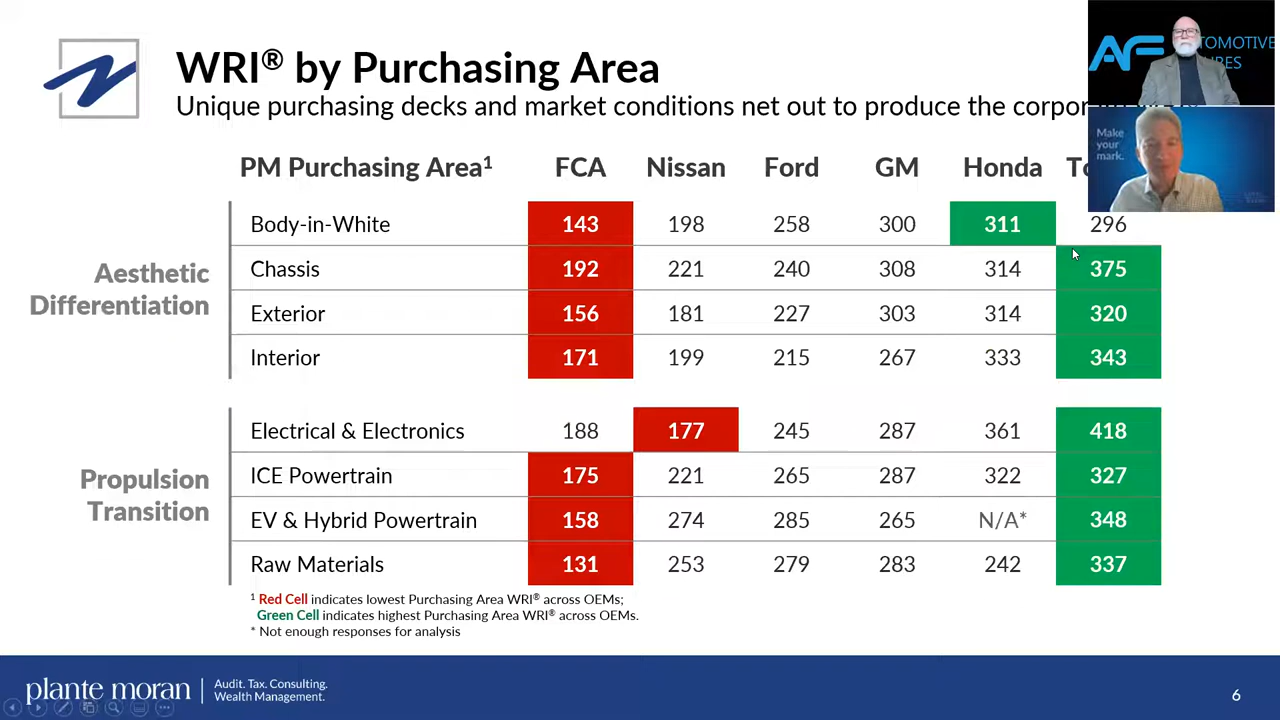 WRI® by Purchasing Area
Unique purchasing decks and market conditions net out to produce the
AF
Make
your
mark.
PM Purchasing Area¹ FCA Nissan Ford GM Honda
Aesthetic
Differentiation
Body-in-White 143 198 258 300 311 296
Chassis 192 221 240 308 314 375
Exterior 156 181 227 303 314 320
Interior 171 199 215 267 333 343
Propulsion
Transition
Electrical & Electronics 188 177 245 287 361 418
ICE Powertrain 175 221 265 287 322 327
EV & Hybrid Powertrain 158 274 285 265 N/A* 348
Raw Materials 131 253 279 283 242 337
¹ Red Cell indicates lowest Purchasing Area WRI® across OEMs;
Green Cell indicates highest Purchasing Area WRI® across OEMs.
* Not enough responses for analysis
plante moran
Audit. Tax. Consulting.
Wealth Management.
6